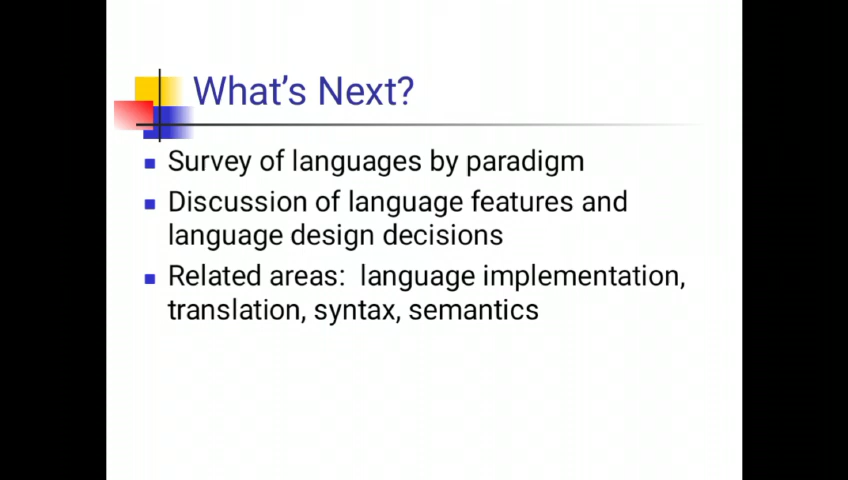 What's Next?
Survey of languages by paradigm
Discussion of language features and
language design decisions
Related areas:  language implementation,
translation, syntax, semantics